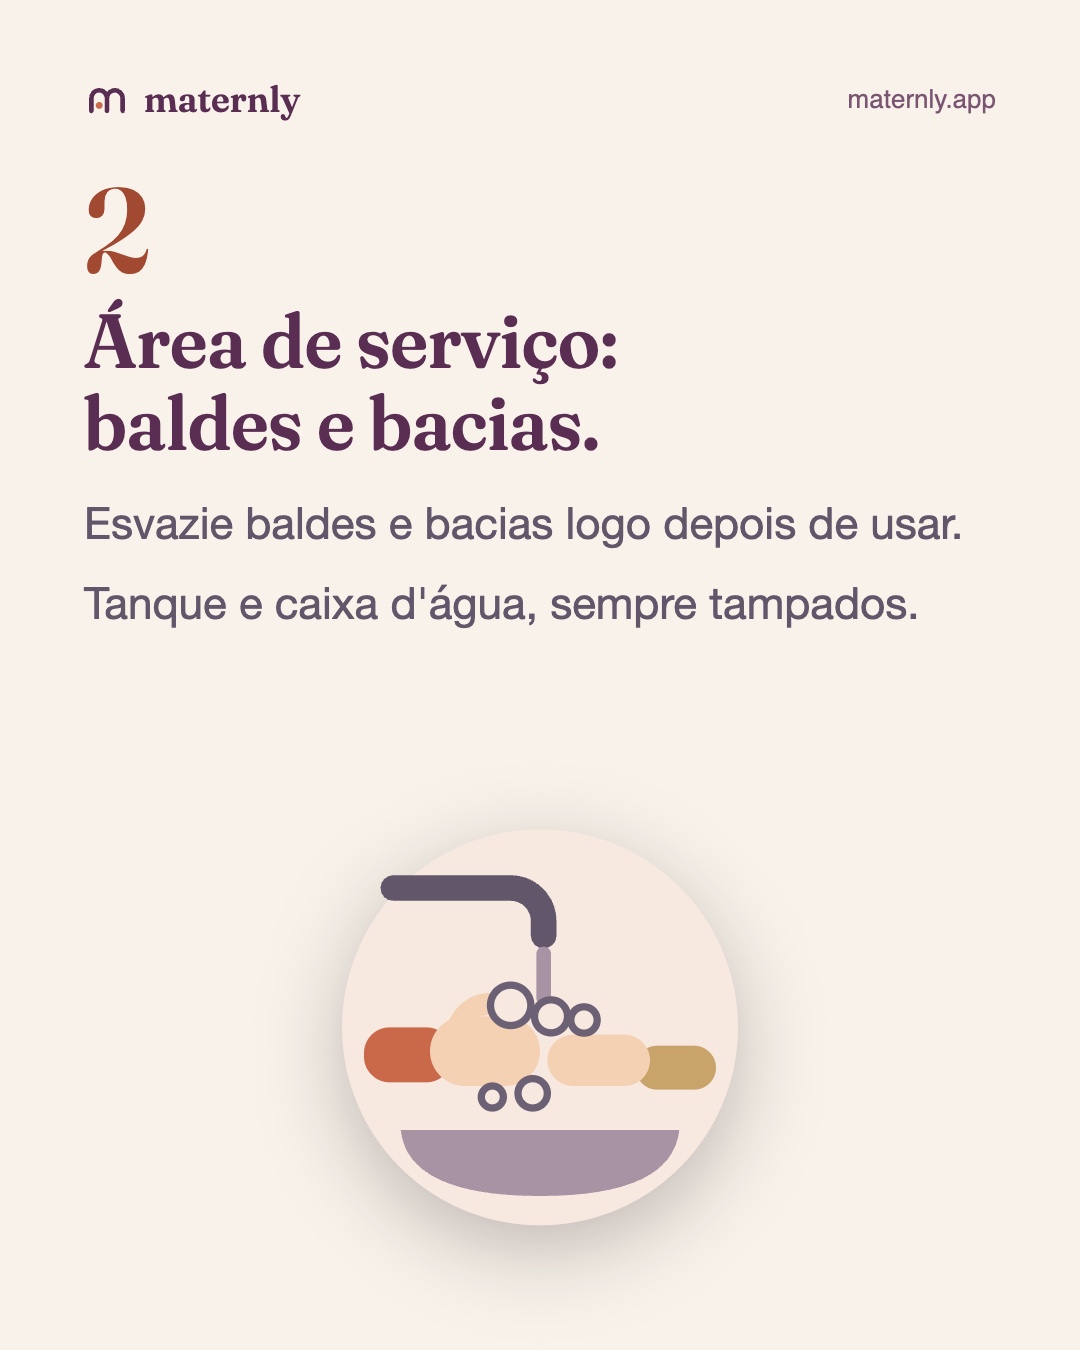 maternly
maternly.app
2
Área de serviço:
baldes e bacias.
Esvazie baldes e bacias logo depois de usar.
Tanque e caixa d'água, sempre tampados.